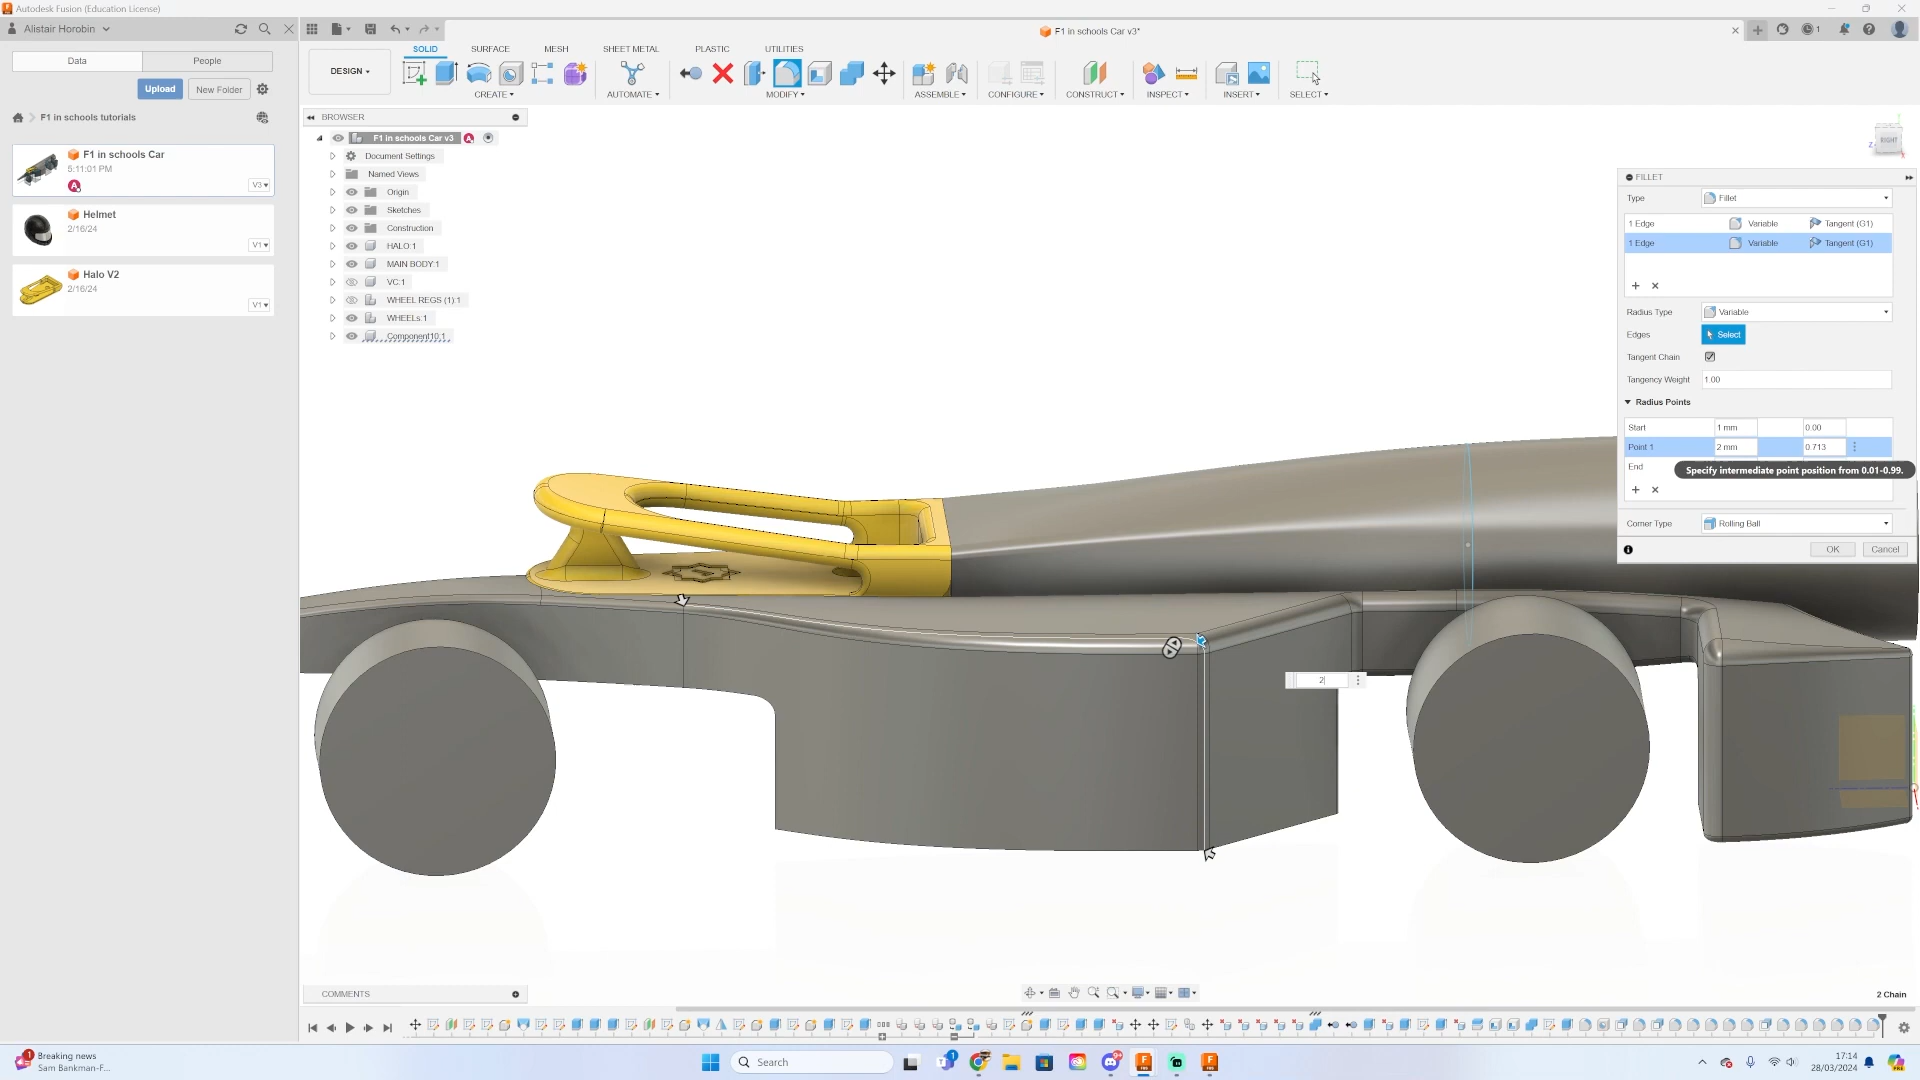 Autodesk Fusion (Education License)
Alistair Horobin
F1 in schools Car v3*
1
Data
People
Upload
New Folder
F1 in schools tutorials
F1 in schools Car
5:11:01 PM
V3
Helmet
2/16/24
V1
Halo V2
2/16/24
V1
DESIGN
SOLID
SURFACE
MESH
SHEET METAL
PLASTIC
UTILITIES
CREATE
AUTOMATE
MODIFY
ASSEMBLE
CONFIGURE
CONSTRUCT
INSPECT
INSERT
SELECT
BROWSER
F1 in schools Car v3
Document Settings
Named Views
Origin
Sketches
Construction
HALO:1
MAIN BODY:1
VC:1
WHEEL REGS (1):1
WHEELs:1
Component10:1
RIGHT
FILLET
Type
Fillet
1 Edge
Variable
Tangent (G1)
1 Edge
Variable
Tangent (G1)
Radius Type
Variable
Edges
Select
Tangent Chain
Tangency Weight
1.00
Radius Points
Start
1 mm
0.00
Point 1
2 mm
0.713
End
Specify intermediate point position from 0.01-0.99.
Corner Type
Rolling Ball
OK
Cancel
2
COMMENTS
2 Chain
Breaking news
Sam Bankman-F...
Search
17:14
28/03/2024